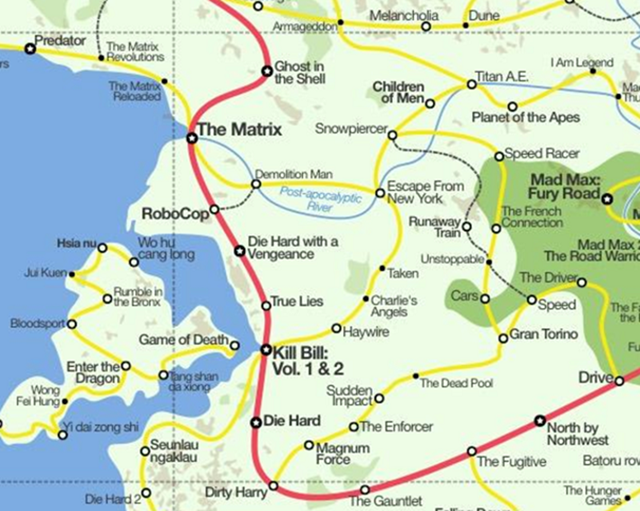 Armageddon
Melancholia
Dune
Predator
The Matrix
Revolutions
Ghost in
the Shell
Titan A.E.
I Am Legend
The Matrix
Reloaded
Children
of Men
Planet of the Apes
The Matrix
Snowpiercer
Speed Racer
Demolition Man
Post-apocalyptic
River
Escape From
New York
Mad Max:
Fury Road
RoboCop
The French
Connection
Runaway
Train
Hsia nu
Wo hu
cang long
Die Hard with a
Vengeance
Mad Max 2
The Road Warrio
Jui Kuen
Taken
Unstoppable
The Driver
Rumble in
the Bronx
True Lies
Charlie's
Angels
Cars
Speed
Bloodsport
Haywire
Gran Torino
Game of Death
Kill Bill:
Vol. 1 & 2
Enter the
Dragon
Tang shan
da xiong
The Dead Pool
Drive
Wong
Fei Hung
Sudden
Impact
Yi dai zong shi
Die Hard
The Enforcer
North by
Northwest
Seunlau
ngaklau
Magnum
Force
The Fugitive
Batoru ro
Die Hard 2
Dirty Harry
The Gauntlet
The Hunger
Games